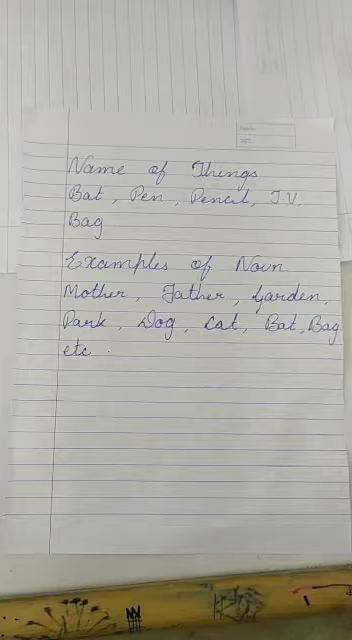 Name of Things
Bat, Pen, Pencil, T.V.
Bag
Examples of Noun
Mother, Father, Garden,
Park, Dog, Cat, Bat, Bag
etc.